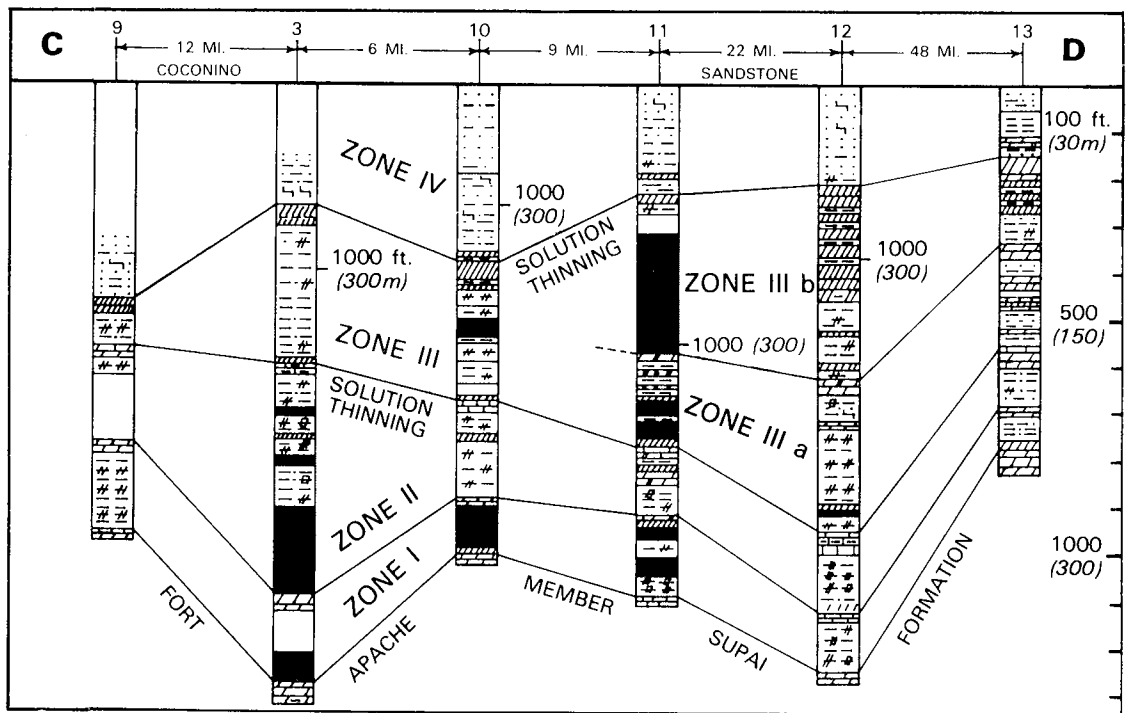 C 9 3 10 11 12 13 D
12 MI. 6 MI. 9 MI. 22 MI. 48 MI.
COCONINO SANDSTONE
100 ft.
(30m)
ZONE IV
1000
(300)
SOLUTION
THINNING
1000 ft.
(300m)
1000
(300)
ZONE III b
500
(150)
ZONE III
1000 (300)
SOLUTION
THINNING
ZONE III a
ZONE II
ZONE I
1000
(300)
FORT
APACHE
MEMBER
SUPAI
FORMATION